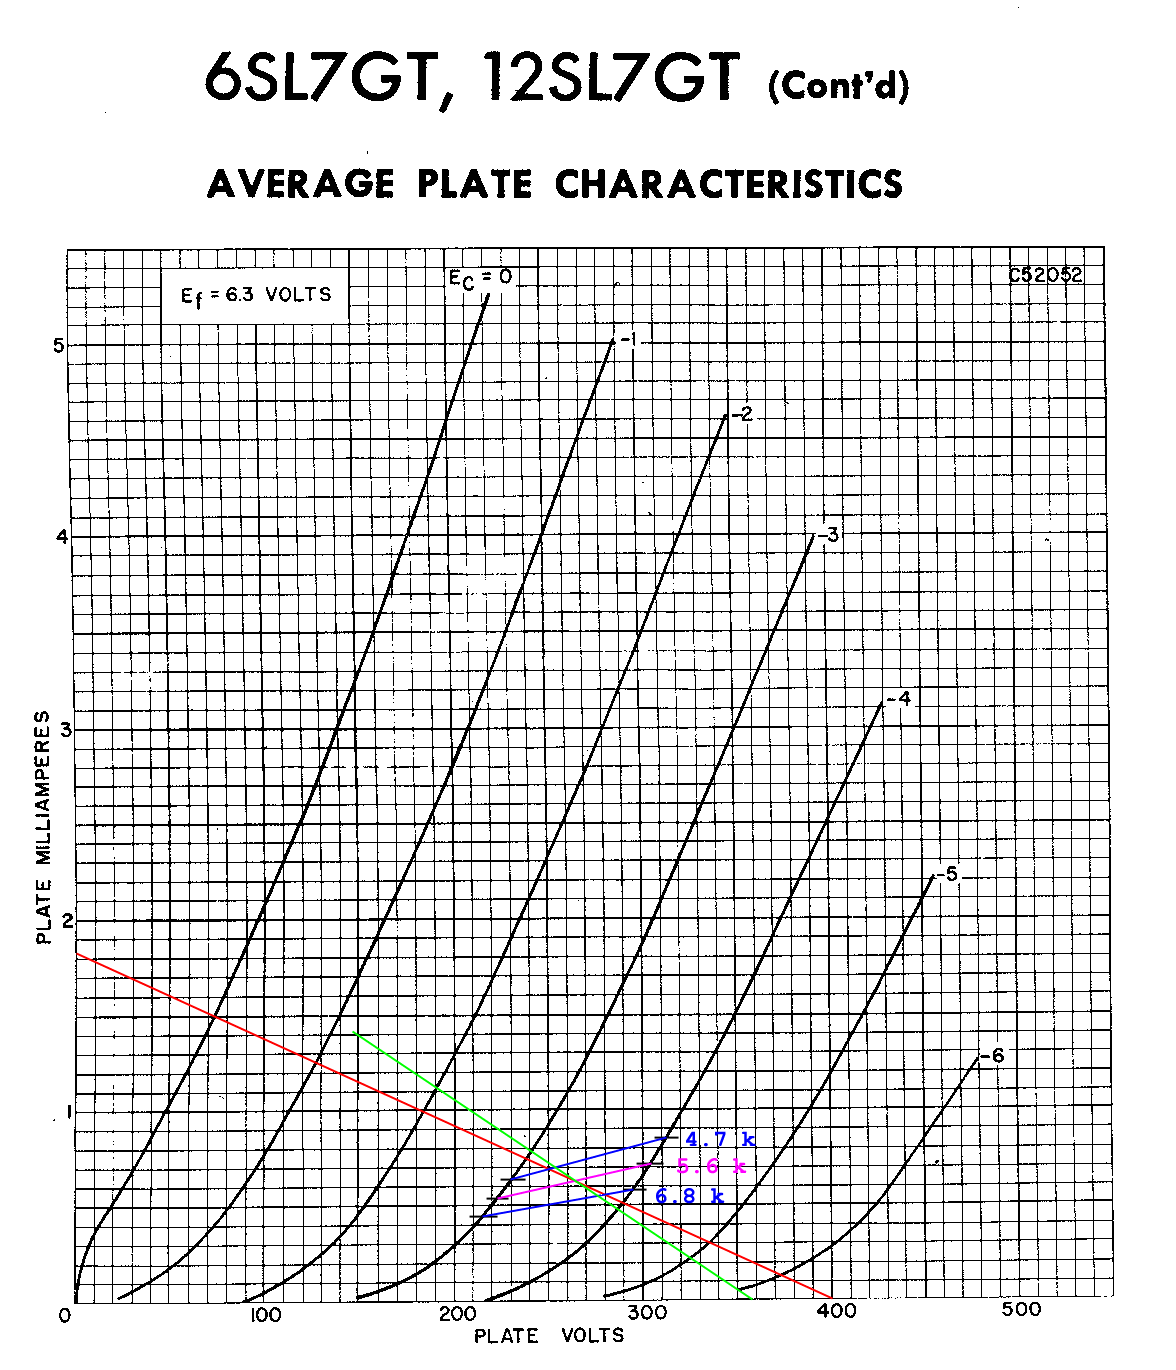 6SL7GT, 12SL7GT (Cont'd)
AVERAGE PLATE CHARACTERISTICS
Ef = 6.3 VOLTS
EC = 0
C52052
-1
-2
-3
-4
-5
-6
5
4
3
2
1
PLATE MILLIAMPERES
4.7 k
5.6 k
6.8 k
0 100 200 300 400 500
PLATE VOLTS